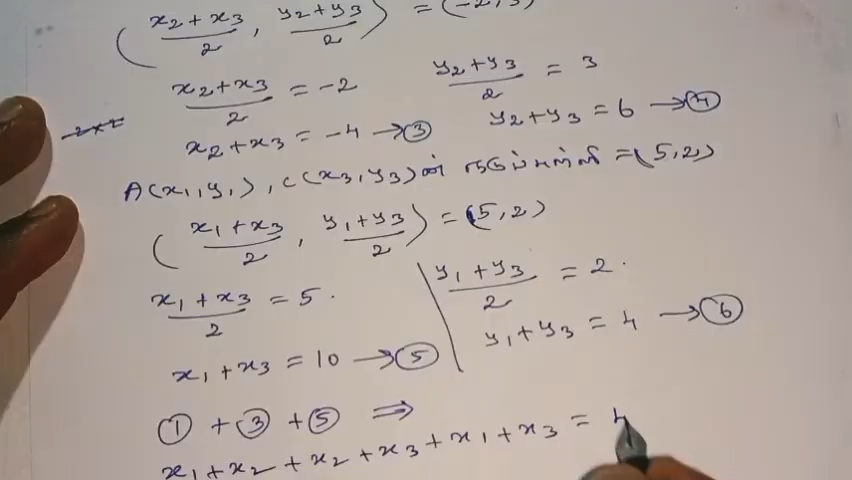 (x₂+x₃/2, y₂+y₃/2) = (-2,3)
x₂+x₃/2 = -2   y₂+y₃/2 = 3
x₂+x₃ = -4 → ③   y₂+y₃ = 6 → ④
A(x₁,y₁), C(x₃,y₃)ன் நடுப்புள்ளி = (5,2)
(x₁+x₃/2, y₁+y₃/2) = (5,2)
x₁+x₃/2 = 5.   y₁+y₃/2 = 2.
x₁+x₃ = 10 → ⑤   y₁+y₃ = 4 → ⑥
① + ③ + ⑤ ⇒
x₁+x₂+x₂+x₃+x₁+x₃ = 4